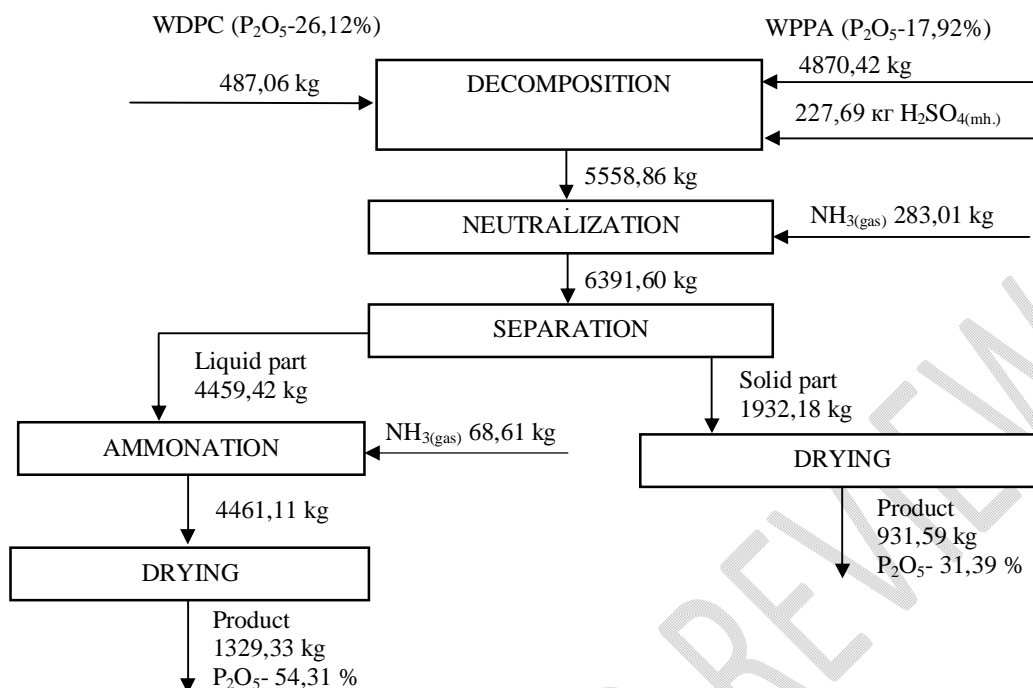 WDPC (P₂O₅-26,12%)
WPPA (P₂O₅-17,92%)
487,06 kg
DECOMPOSITION
4870,42 kg
227,69 кг H₂SO₄(mh.)
5558,86 kg
NEUTRALIZATION
NH₃(gas) 283,01 kg
6391,60 kg
SEPARATION
Liquid part
4459,42 kg
Solid part
1932,18 kg
AMMONATION
NH₃(gas) 68,61 kg
DRYING
4461,11 kg
Product
931,59 kg
P₂O₅- 31,39 %
DRYING
Product
1329,33 kg
P₂O₅- 54,31 %
REVIEW